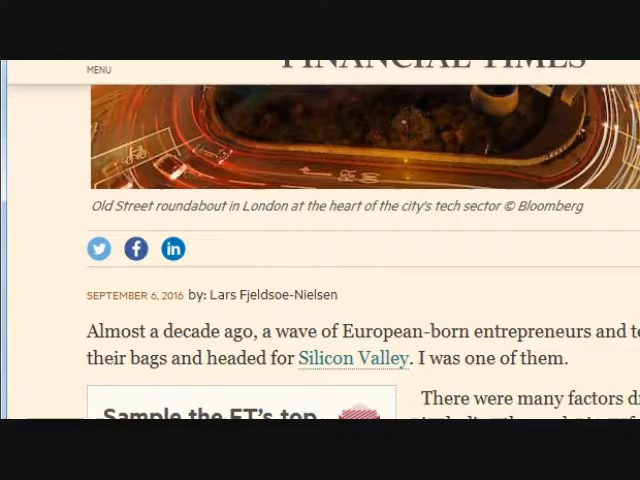 FINANCIAL TIMES
MENU
Old Street roundabout in London at the heart of the city's tech sector © Bloomberg
SEPTEMBER 6, 2016 by: Lars Fjeldsoe-Nielsen
Almost a decade ago, a wave of European-born entrepreneurs and
their bags and headed for Silicon Valley. I was one of them.
Sample the FT's top
There were many factors